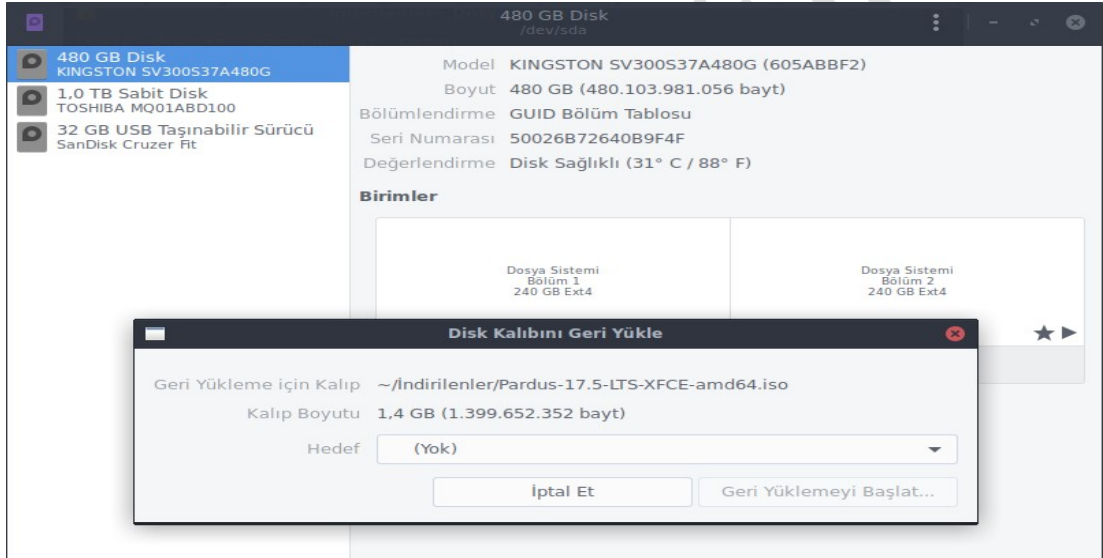 480 GB Disk
/dev/sda
480 GB Disk
KINGSTON SV300S37A480G
1,0 TB Sabit Disk
TOSHIBA MQ01ABD100
32 GB USB Taşınabilir Sürücü
SanDisk Cruzer Fit
Model KINGSTON SV300S37A480G (605ABBF2)
Boyut 480 GB (480.103.981.056 bayt)
Bölümlendirme GUID Bölüm Tablosu
Seri Numarası 50026B72640B9F4F
Değerlendirme Disk Sağlıklı (31° C / 88° F)
Birimler
Dosya Sistemi
Bölüm 1
240 GB Ext4
Dosya Sistemi
Bölüm 2
240 GB Ext4
Disk Kalıbını Geri Yükle
Geri Yükleme için Kalıp ~/İndirilenler/Pardus-17.5-LTS-XFCE-amd64.iso
Kalıp Boyutu 1,4 GB (1.399.652.352 bayt)
Hedef (Yok)
İptal Et Geri Yüklemeyi Başlat...